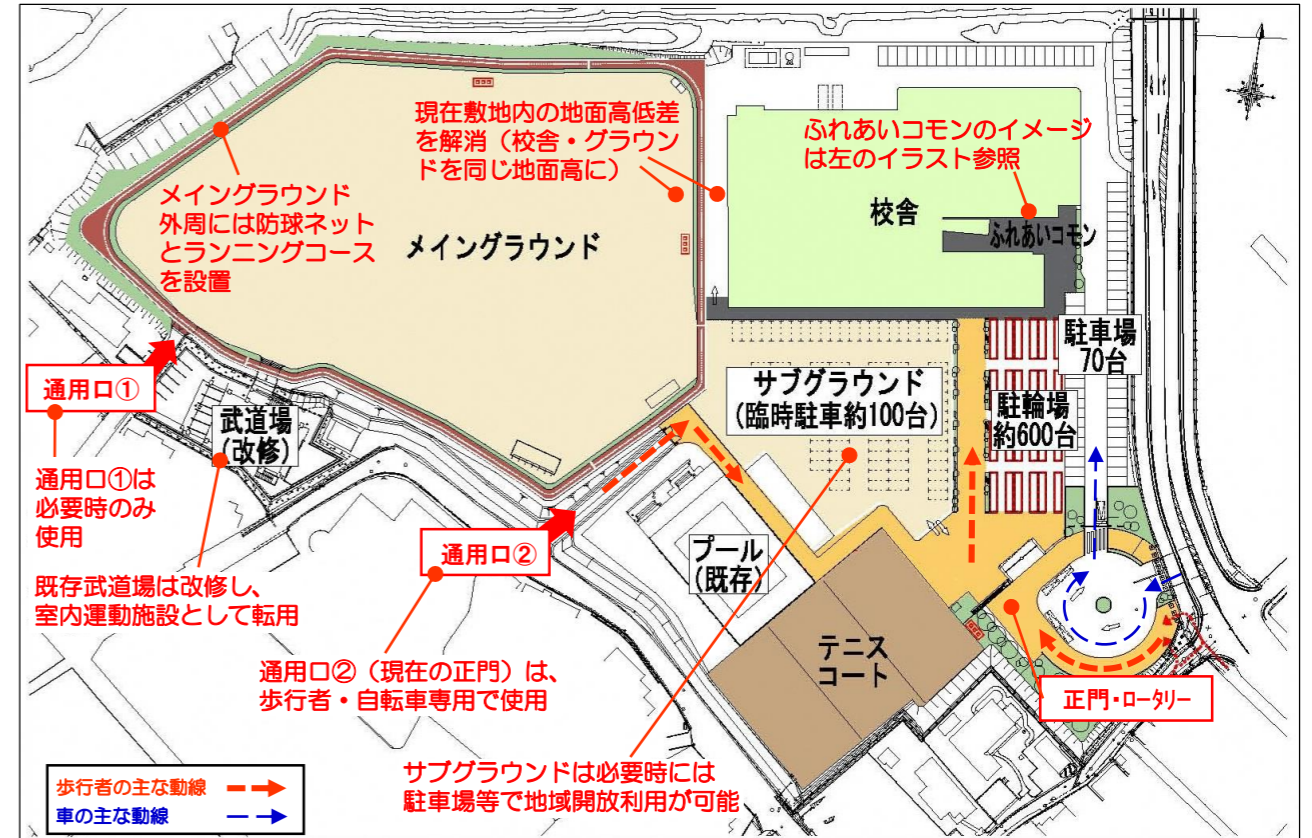 現在敷地内の地面高低差
を解消（校舎・グラウン
ドを同じ地面高に）
ふれあいコモンのイメージ
は左のイラスト参照
メイングラウンド
外周には防球ネット
とランニングコース
を設置
メイングラウンド
校舎
ふれあいコモン
駐車場
70台
サブグラウンド
（臨時駐車約100台）
駐輪場
約600台
通用口①
武道場
（改修）
通用口①は
必要時のみ
使用
通用口②
プール
（既存）
既存武道場は改修し、
室内運動施設として転用
テニス
コート
通用口②（現在の正門）は、
歩行者・自転車専用で使用
正門・ロータリー
サブグラウンドは必要時には
駐車場等で地域開放利用が可能
歩行者の主な動線
車の主な動線